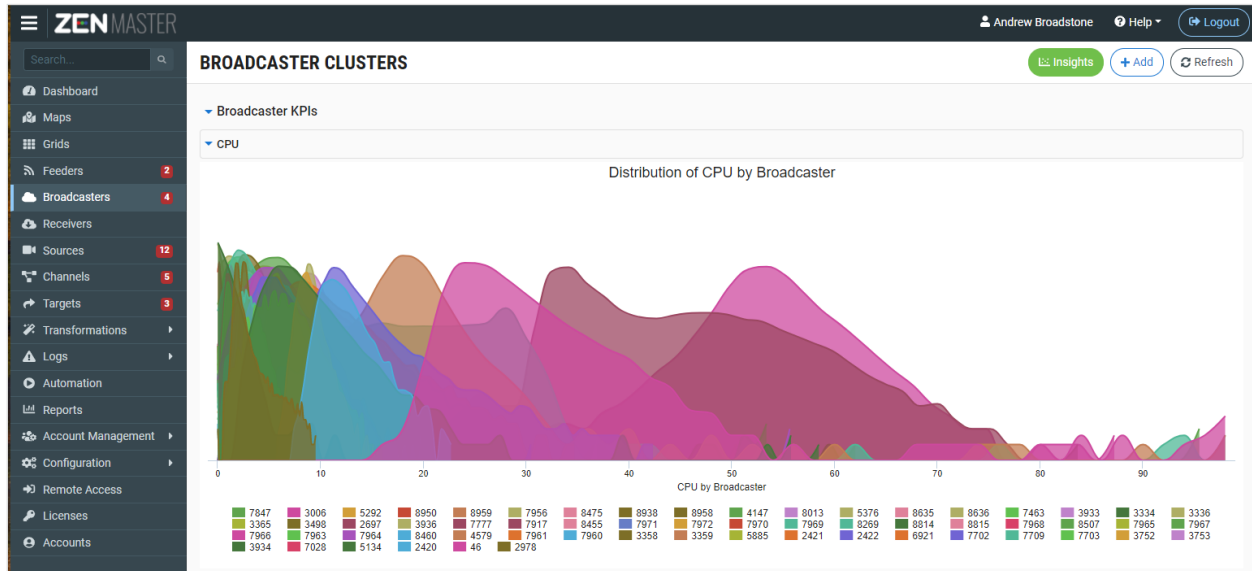 ZENMASTER
Andrew Broadstone Help Logout
Search...
BROADCASTER CLUSTERS
Insights + Add Refresh
Dashboard
Maps
Grids
Feeders 2
Broadcasters 4
Receivers
Sources 12
Channels 5
Targets 3
Transformations
Logs
Automation
Reports
Account Management
Configuration
Remote Access
Licenses
Accounts
Broadcaster KPIs
CPU
Distribution of CPU by Broadcaster
0 10 20 30 40 50 60 70 80 90
CPU by Broadcaster
7847 3006 5292 8950 8959 7956 8475 8938 8958 4147 8013 5376 8635 8636 7463 3933 3334 3336
3365 3498 2697 3936 7777 7917 8455 7971 7972 7970 7969 8269 8814 8815 7968 8507 7965 7967
7966 7963 7964 8460 4579 7961 7960 3358 3359 5885 2421 2422 6921 7702 7709 7703 3752 3753
3934 7028 5134 2420 46 2978